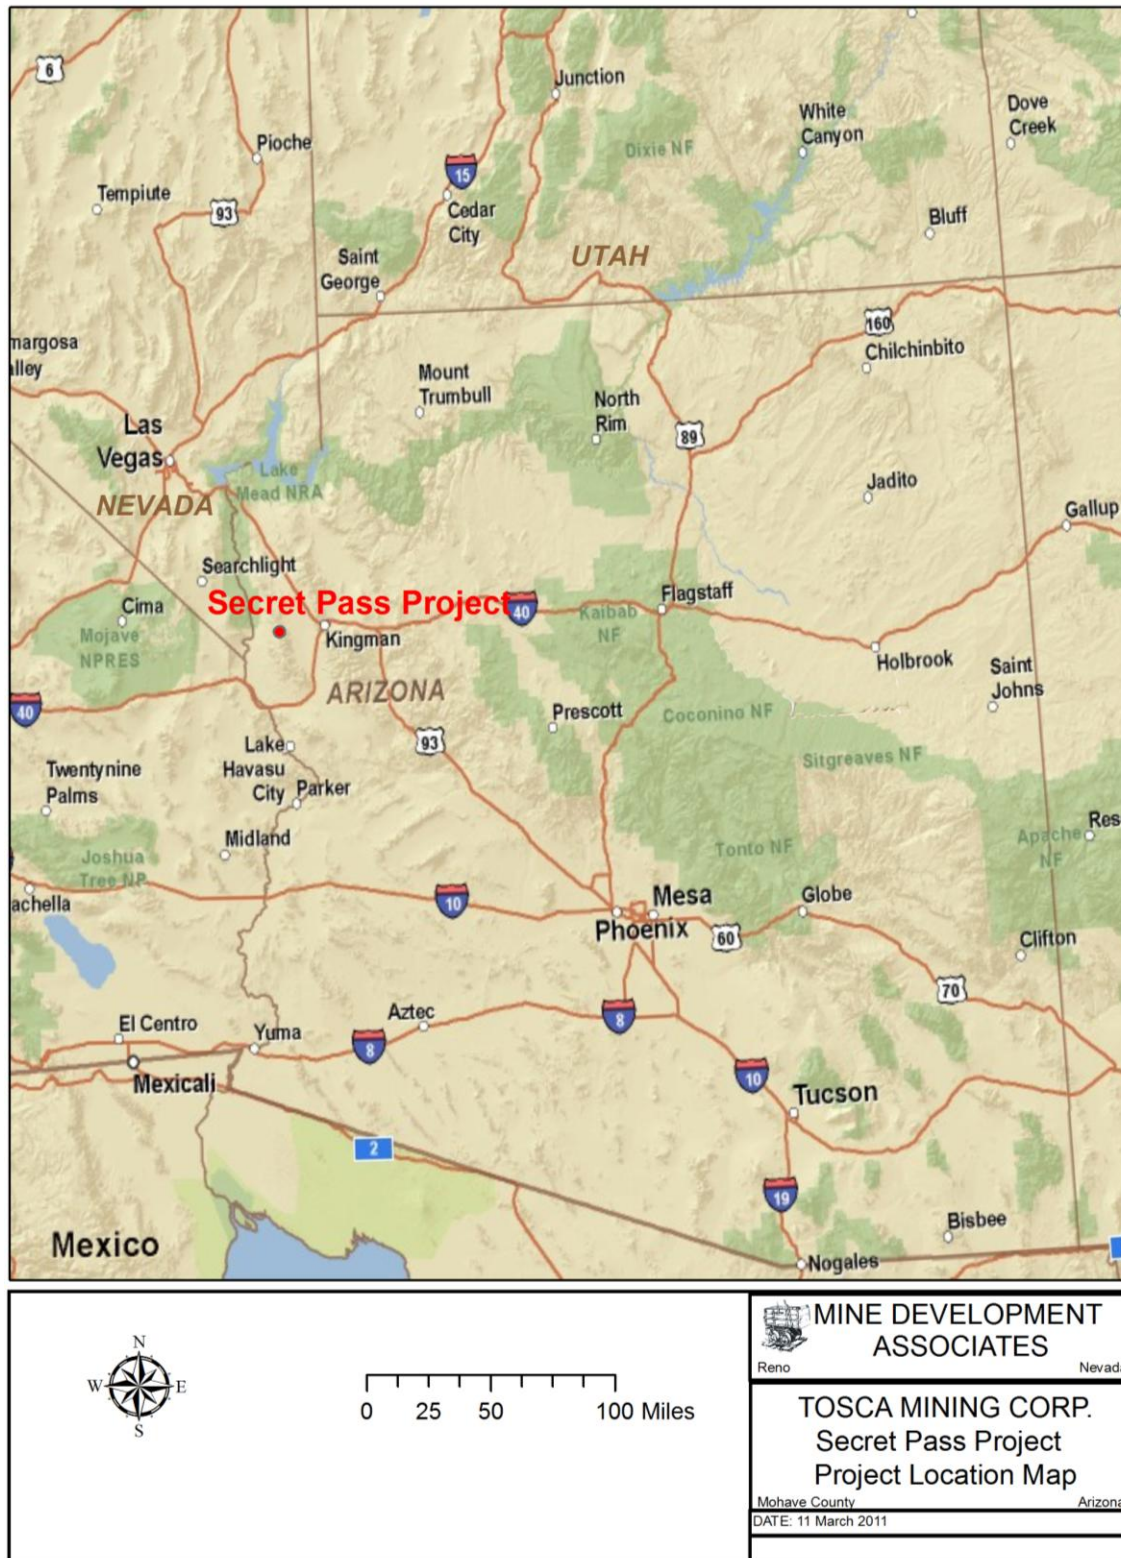 6
Junction
White
Canyon
Dove
Creek
Dixie NF
Pioche
Tempiute
93
15
Cedar
City
Bluff
Saint
George
UTAH
160
Chilchinbito
margosa
lley
Mount
Trumbull
North
Rim
89
Las
Vegas
Lake
Mead NRA
NEVADA
Jadito
Gallup
Searchlight
Secret Pass Project
40
Flagstaff
Kaibab
NF
Cima
Mojave
NPRES
Kingman
Holbrook
Saint
Johns
ARIZONA
40
Prescott
Coconino NF
93
Sitgreaves NF
Lake
Havasu
City
Parker
Twentynine
Palms
Midland
Res
Apache
NF
Tonto NF
Joshua
Tree NP
achella
10
Mesa
Phoenix
Globe
60
Clifton
70
Aztec
El Centro
Yuma
8
8
Mexicali
10
Tucson
2
19
Bisbee
Mexico
Nogales
N
W E
S
0 25 50 100 Miles
MINE DEVELOPMENT
ASSOCIATES
Reno Nevada
TOSCA MINING CORP.
Secret Pass Project
Project Location Map
Mohave County Arizona
DATE: 11 March 2011